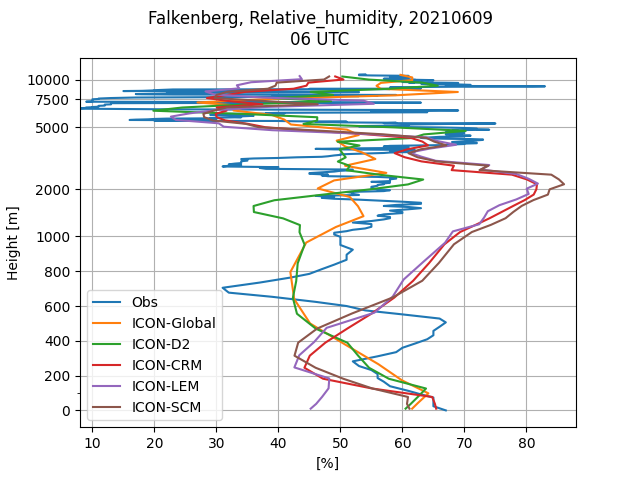 Falkenberg, Relative_humidity, 20210609
06 UTC
Height [m]
10000
7500
5000
2000
1000
800
600
400
200
0
Obs
ICON-Global
ICON-D2
ICON-CRM
ICON-LEM
ICON-SCM
10 20 30 40 50 60 70 80
[%]